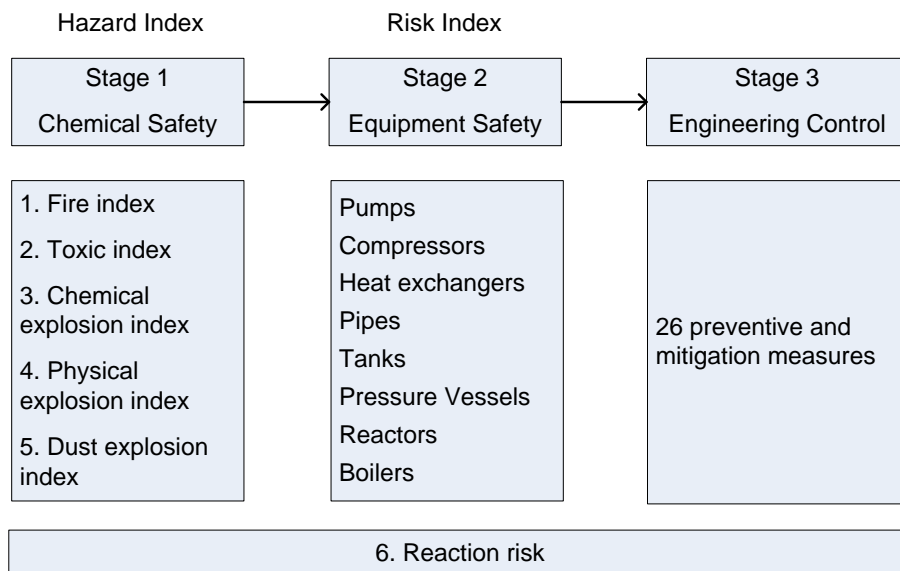 Hazard Index
Risk Index
Stage 1
Chemical Safety
Stage 2
Equipment Safety
Stage 3
Engineering Control
1. Fire index
2. Toxic index
3. Chemical
explosion index
4. Physical
explosion index
5. Dust explosion
index
Pumps
Compressors
Heat exchangers
Pipes
Tanks
Pressure Vessels
Reactors
Boilers
26 preventive and
mitigation measures
6. Reaction risk